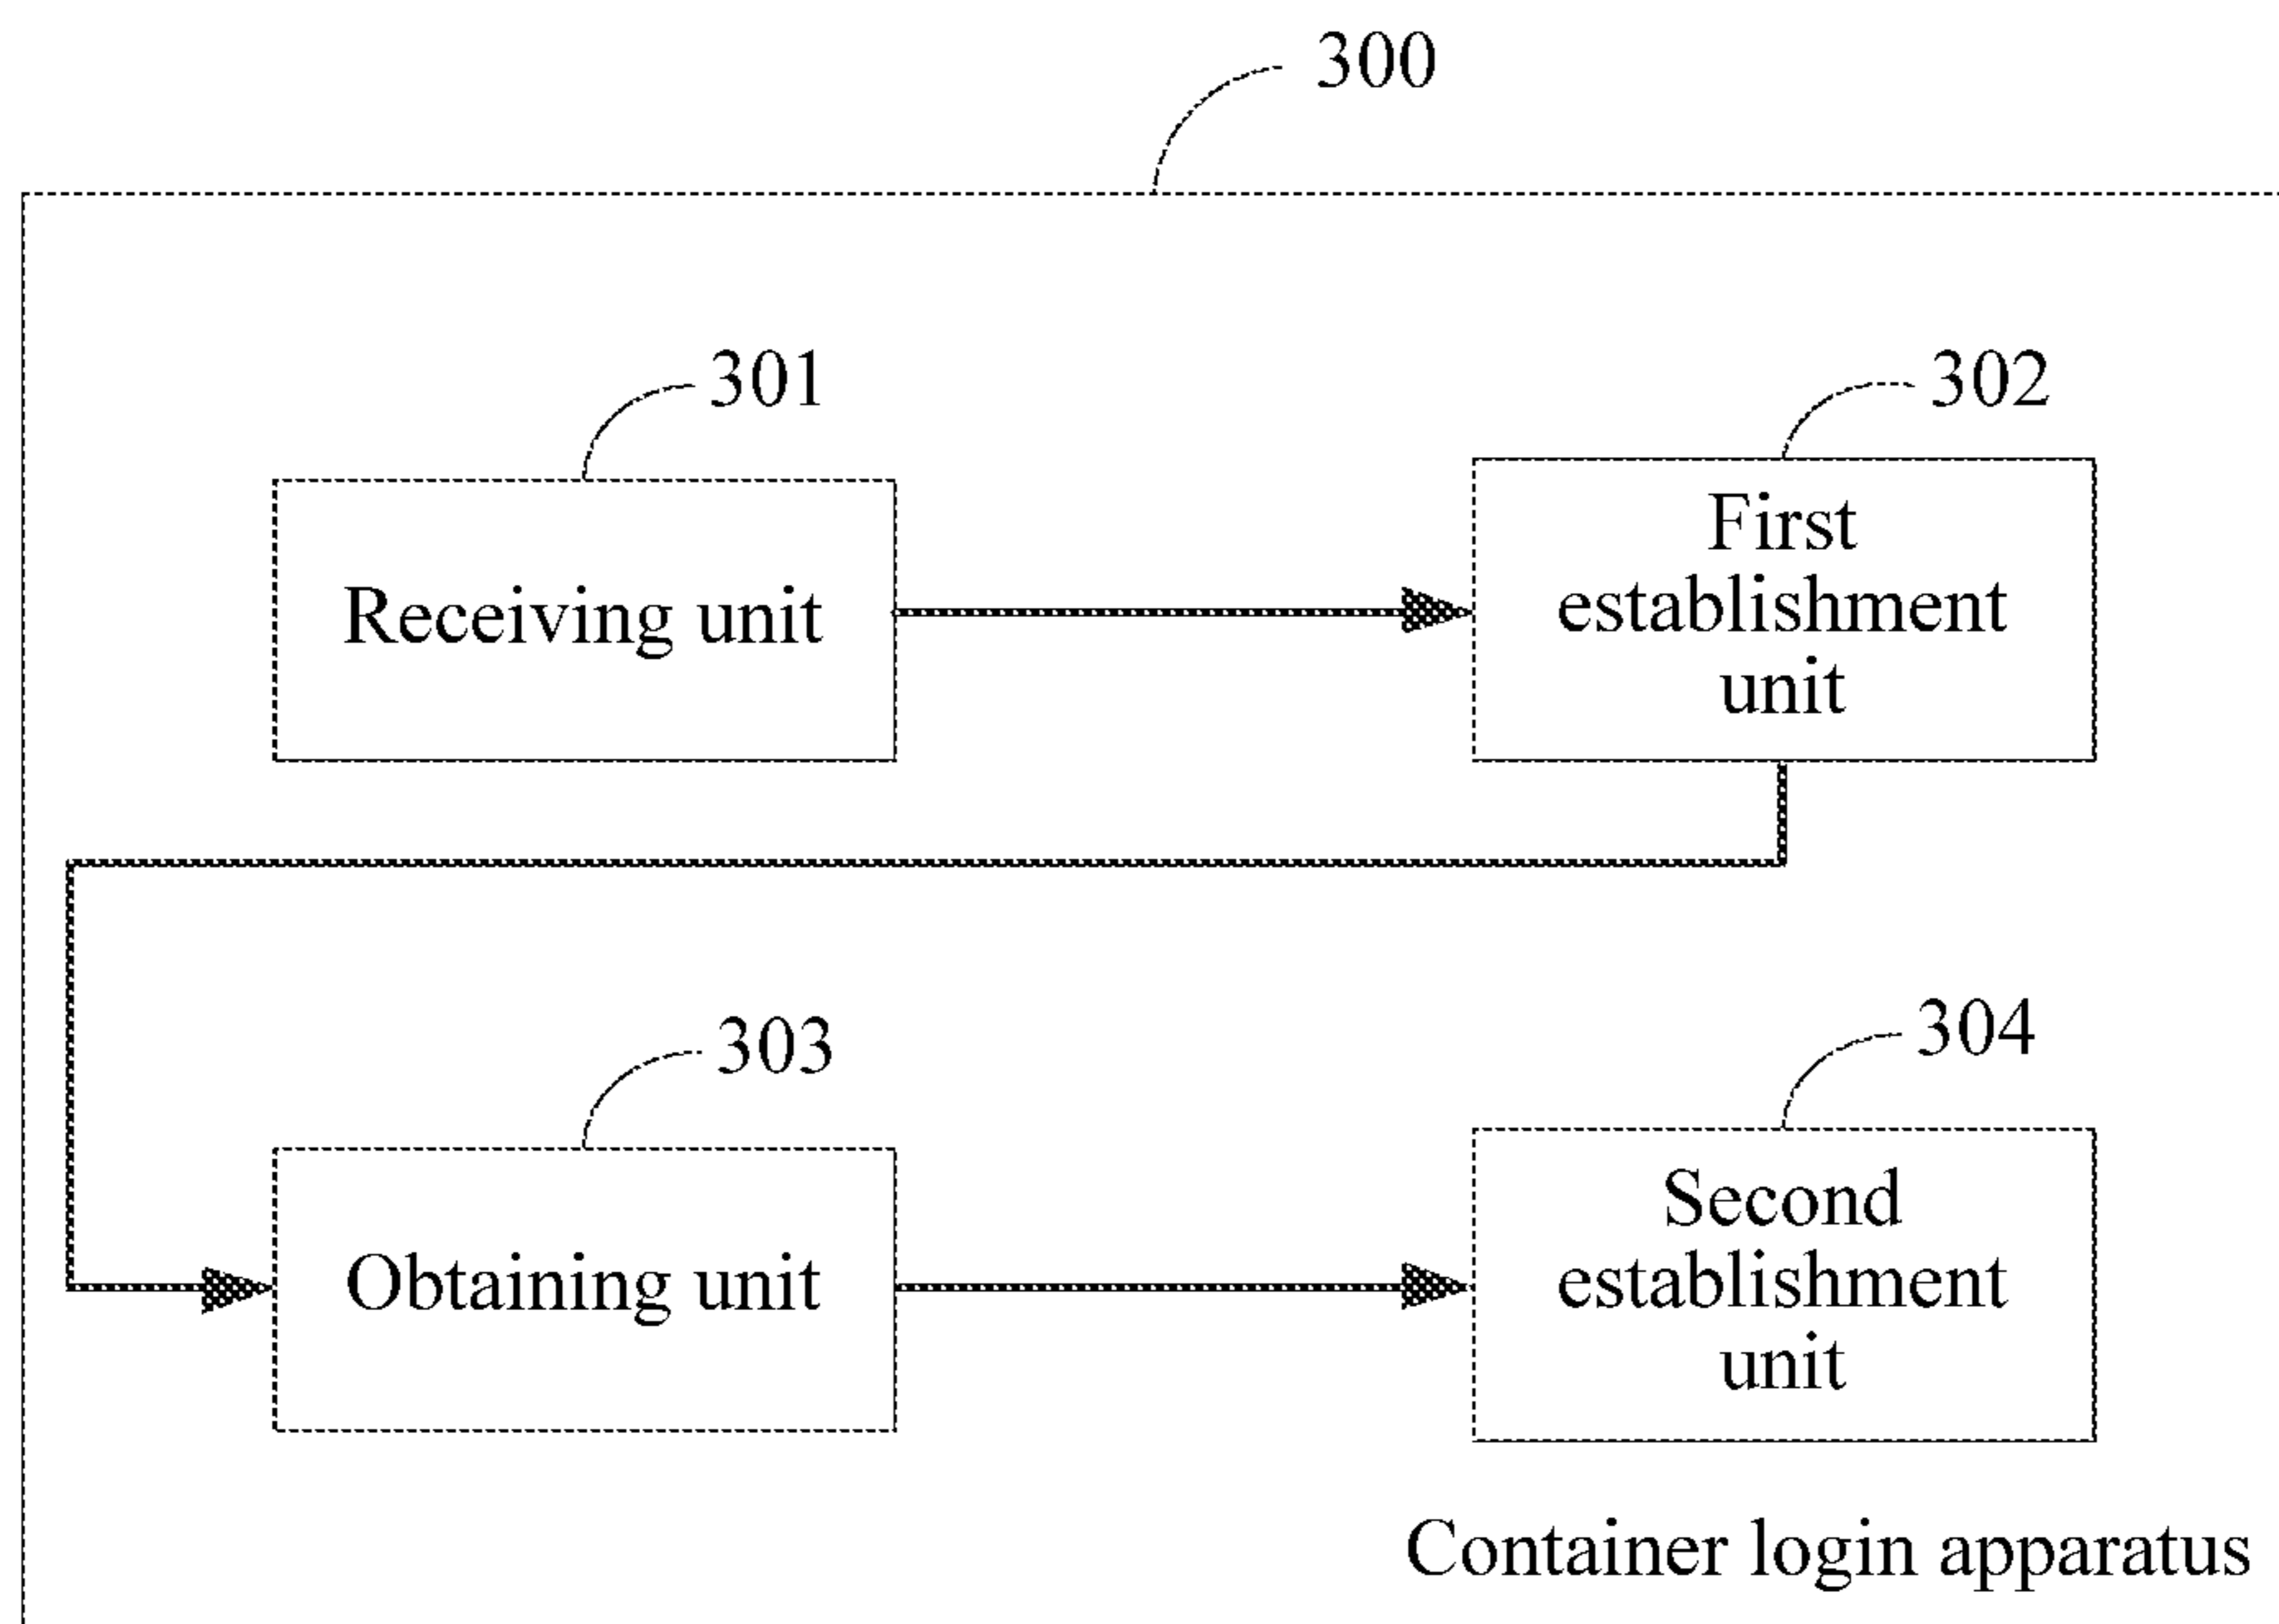 300
301
302
Receiving unit
First
establishment
unit
303
304
Obtaining unit
Second
establishment
unit
Container login apparatus